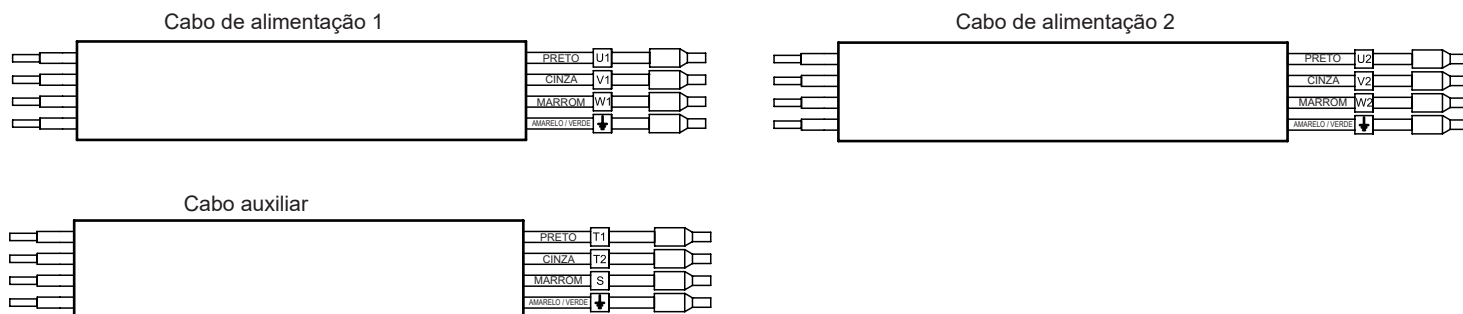 Cabo de alimentação 1
PRETO U1
CINZA V1
MARROM W1
AMARELO / VERDE
Cabo de alimentação 2
PRETO U2
CINZA V2
MARROM W2
AMARELO / VERDE
Cabo auxiliar
PRETO T1
CINZA T2
MARROM S
AMARELO / VERDE